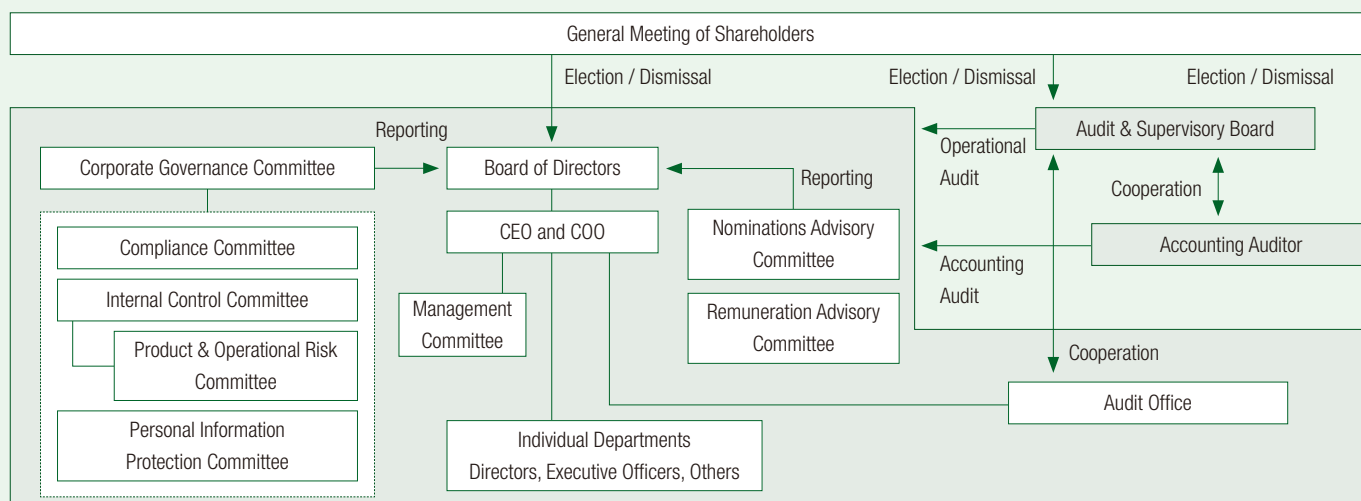 General Meeting of Shareholders
Election / Dismissal
Election / Dismissal
Election / Dismissal
Reporting
Audit & Supervisory Board
Operational
Audit
Corporate Governance Committee
Board of Directors
Reporting
Cooperation
CEO and COO
Nominations Advisory
Committee
Compliance Committee
Accounting Auditor
Accounting
Audit
Internal Control Committee
Management
Committee
Remuneration Advisory
Committee
Product & Operational Risk
Committee
Cooperation
Audit Office
Personal Information
Protection Committee
Individual Departments
Directors, Executive Officers, Others